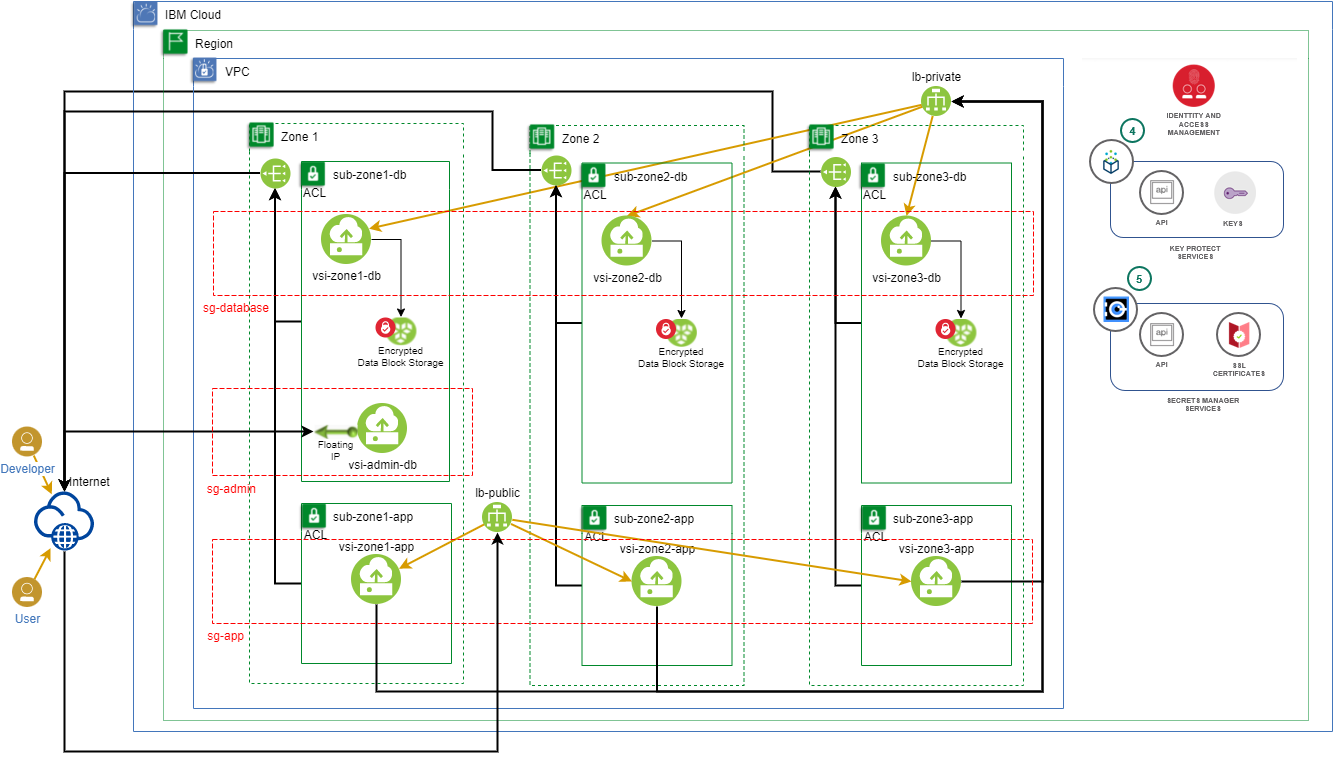 IBM Cloud
Region
VPC
lb-private
Zone 1
Zone 2
Zone 3
sub-zone1-db
ACL
sub-zone2-db
ACL
sub-zone3-db
ACL
vsi-zone1-db
vsi-zone2-db
vsi-zone3-db
sg-database
Encrypted
Data Block Storage
Encrypted
Data Block Storage
Encrypted
Data Block Storage
Floating
IP
vsi-admin-db
sg-admin
Developer
Internet
User
lb-public
sub-zone1-app
ACL
sub-zone2-app
ACL
sub-zone3-app
ACL
vsi-zone1-app
vsi-zone2-app
vsi-zone3-app
sg-app
IDENTTITY AND
ACCESS
MANAGEMENT
4
api
API
KEYS
KEY PROTECT
SERVICES
5
api
API
SSL
CERTIFICATES
SECRETS MANAGER
SERVICES